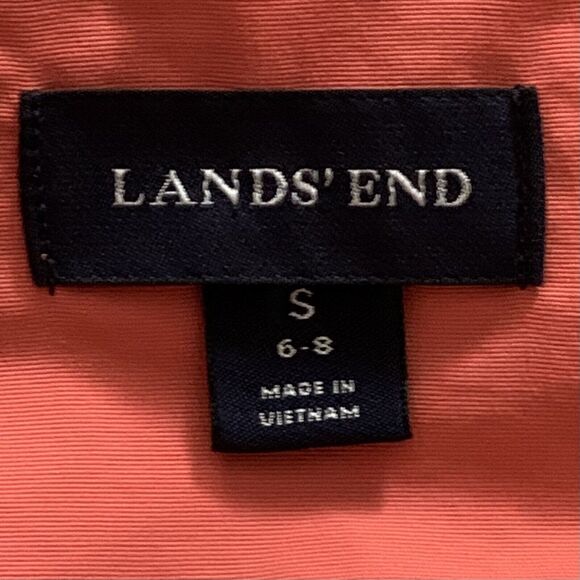 LANDS' END
S
6-8
MADE IN
VIETNAM